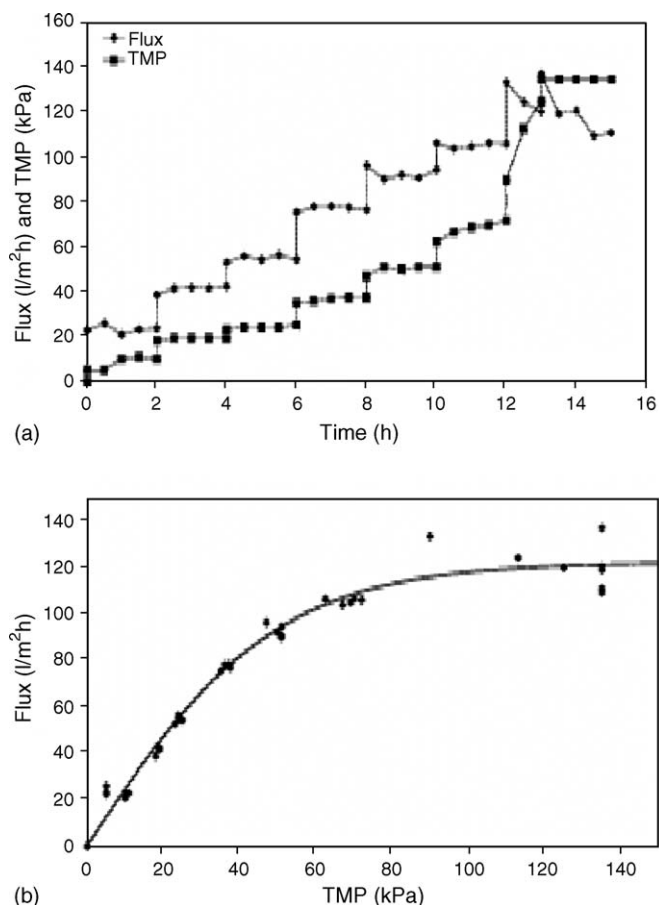 160
140
120
100
80
60
40
20
0
Flux (l/m²h) and TMP (kPa)
Flux
TMP
0 2 4 6 8 10 12 14 16
(a)
Time (h)
140
120
100
80
60
40
20
0
Flux (l/m²h)
0 20 40 60 80 100 120 140
(b)
TMP (kPa)